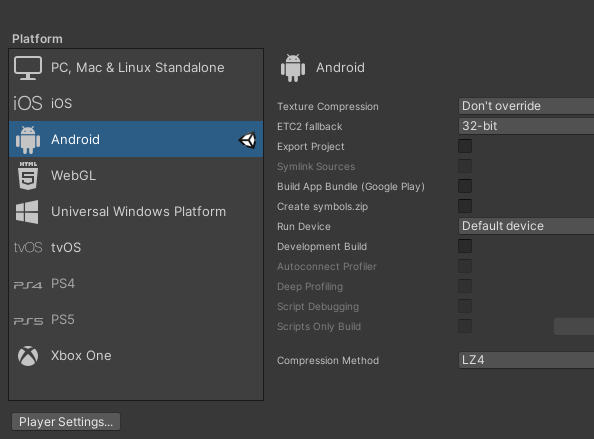 Platform
PC, Mac & Linux Standalone
iOS iOS
Android
HTML 5 WebGL
Universal Windows Platform
tvOS tvOS
PS4 PS4
PS5 PS5
Xbox One
Player Settings...
Android
Texture Compression Don't override
ETC2 fallback 32-bit
Export Project
Symlink Sources
Build App Bundle (Google Play)
Create symbols.zip
Run Device Default device
Development Build
Autoconnect Profiler
Deep Profiling
Script Debugging
Scripts Only Build
Compression Method LZ4